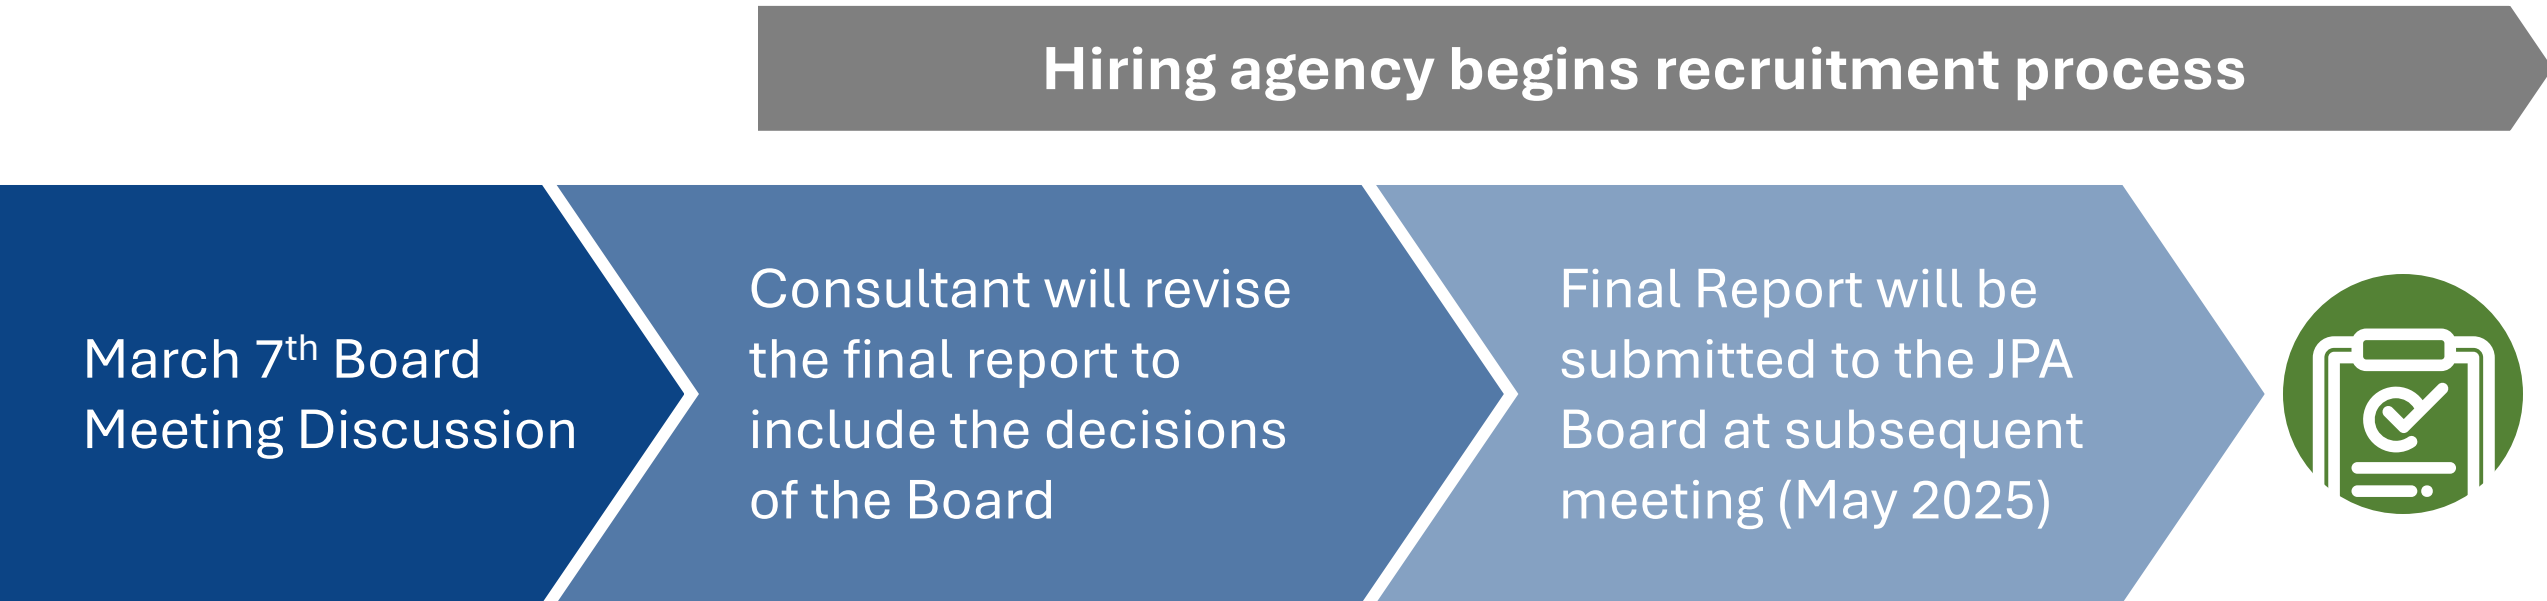 Hiring agency begins recruitment process
March 7th Board
Meeting Discussion
Consultant will revise
the final report to
include the decisions
of the Board
Final Report will be
submitted to the JPA
Board at subsequent
meeting (May 2025)